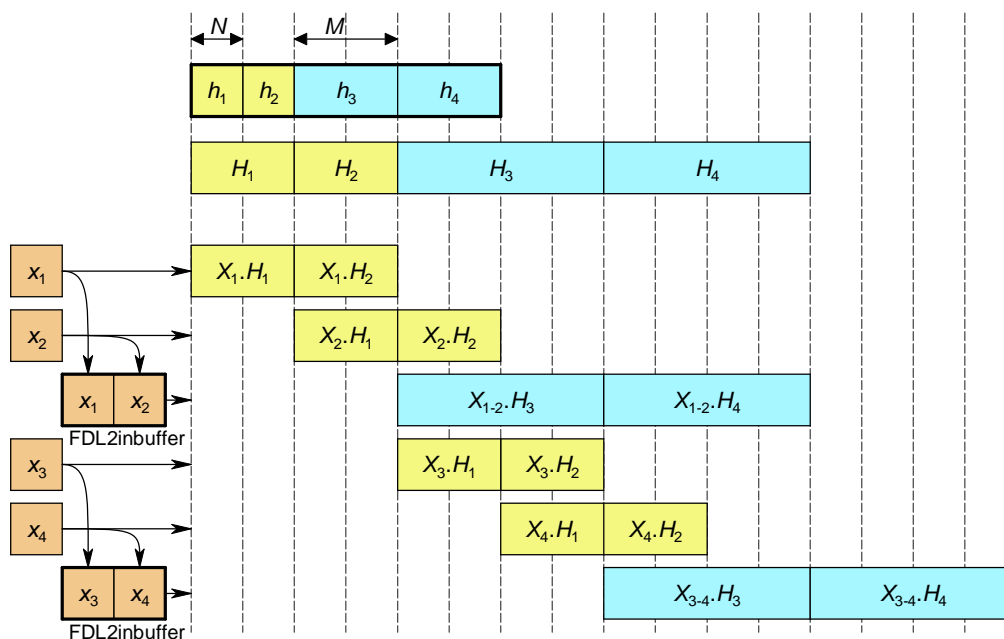 N M
h1 h2 h3 h4
H1 H2 H3 H4
x1 X1.H1 X1.H2
x2 X2.H1 X2.H2
x1 x2 X1-2.H3 X1-2.H4
FDL2inbuffer
x3 X3.H1 X3.H2
x4 X4.H1 X4.H2
x3 x4 X3-4.H3 X3-4.H4
FDL2inbuffer